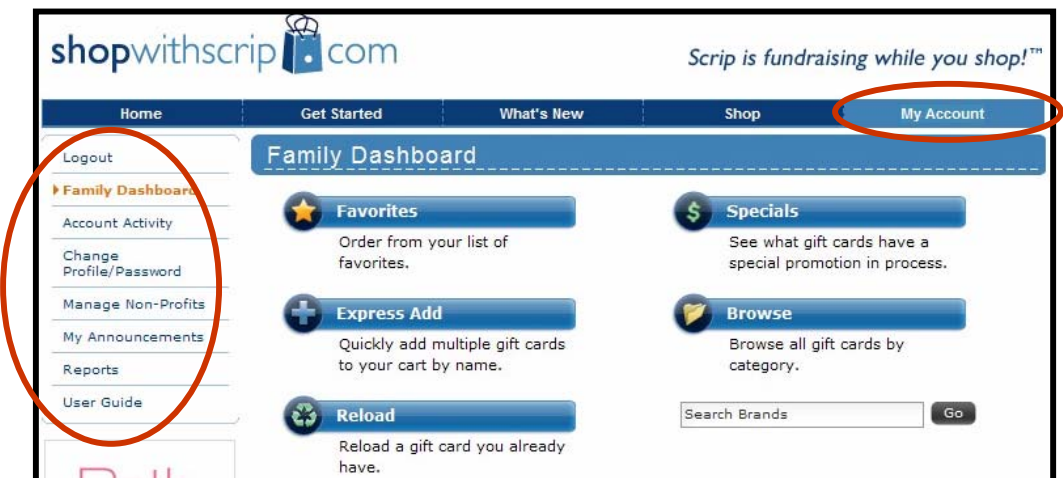 shopwithscrip com
Scrip is fundraising while you shop!™
Home Get Started What's New Shop My Account
Logout
Family Dashboard
Account Activity
Change
Profile/Password
Manage Non-Profits
My Announcements
Reports
User Guide
Family Dashboard
Favorites
Order from your list of
favorites.
Specials
See what gift cards have a
special promotion in process.
Express Add
Quickly add multiple gift cards
to your cart by name.
Browse
Browse all gift cards by
category.
Reload
Reload a gift card you already
have.
Search Brands Go